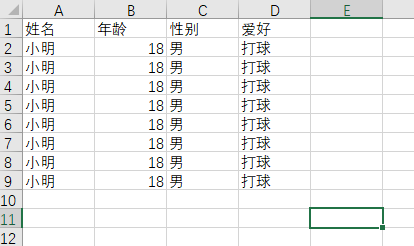 A B C D E
1 姓名 年龄 性别 爱好
2 小明 18 男 打球
3 小明 18 男 打球
4 小明 18 男 打球
5 小明 18 男 打球
6 小明 18 男 打球
7 小明 18 男 打球
8 小明 18 男 打球
9 小明 18 男 打球
10
11
12